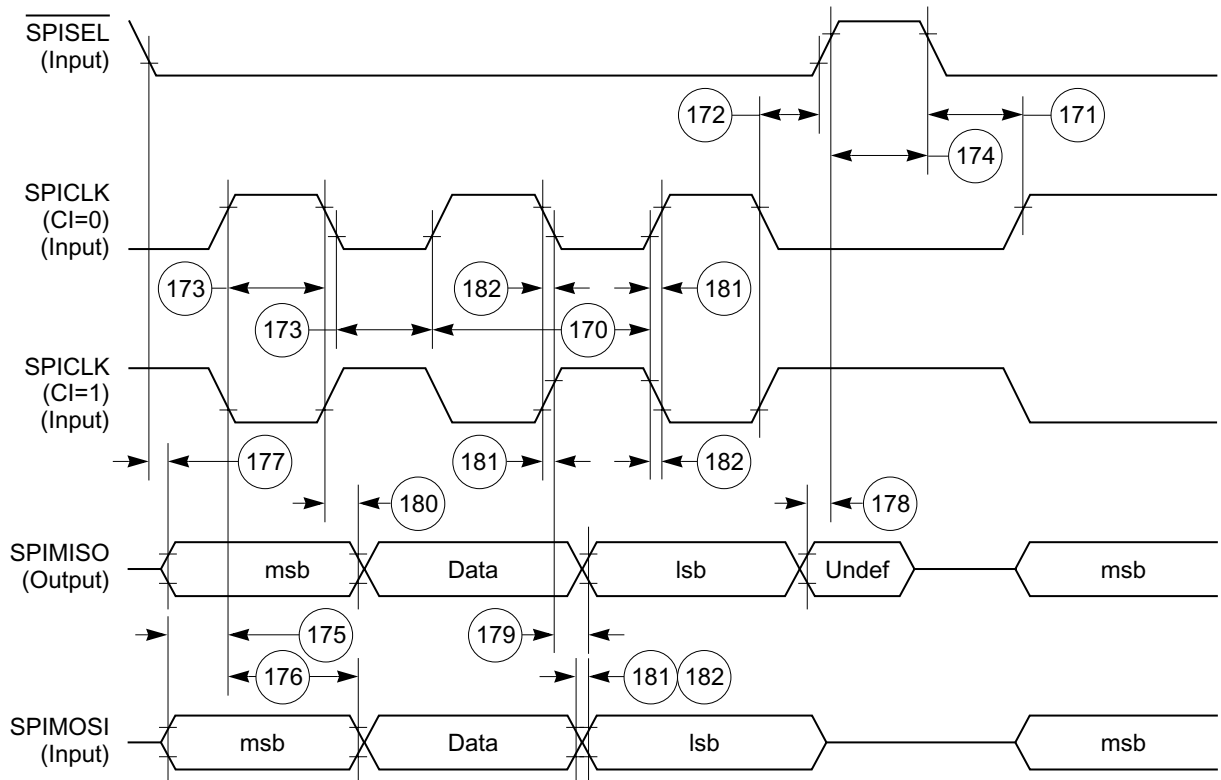 SPISEL
(Input)
172
171
174
SPICLK
(CI=0)
(Input)
173
182
181
173
170
SPICLK
(CI=1)
(Input)
177
181
182
180
178
SPIMISO
(Output)
msb
Data
lsb
Undef
msb
175
179
176
181
182
SPIMOSI
(Input)
msb
Data
lsb
msb